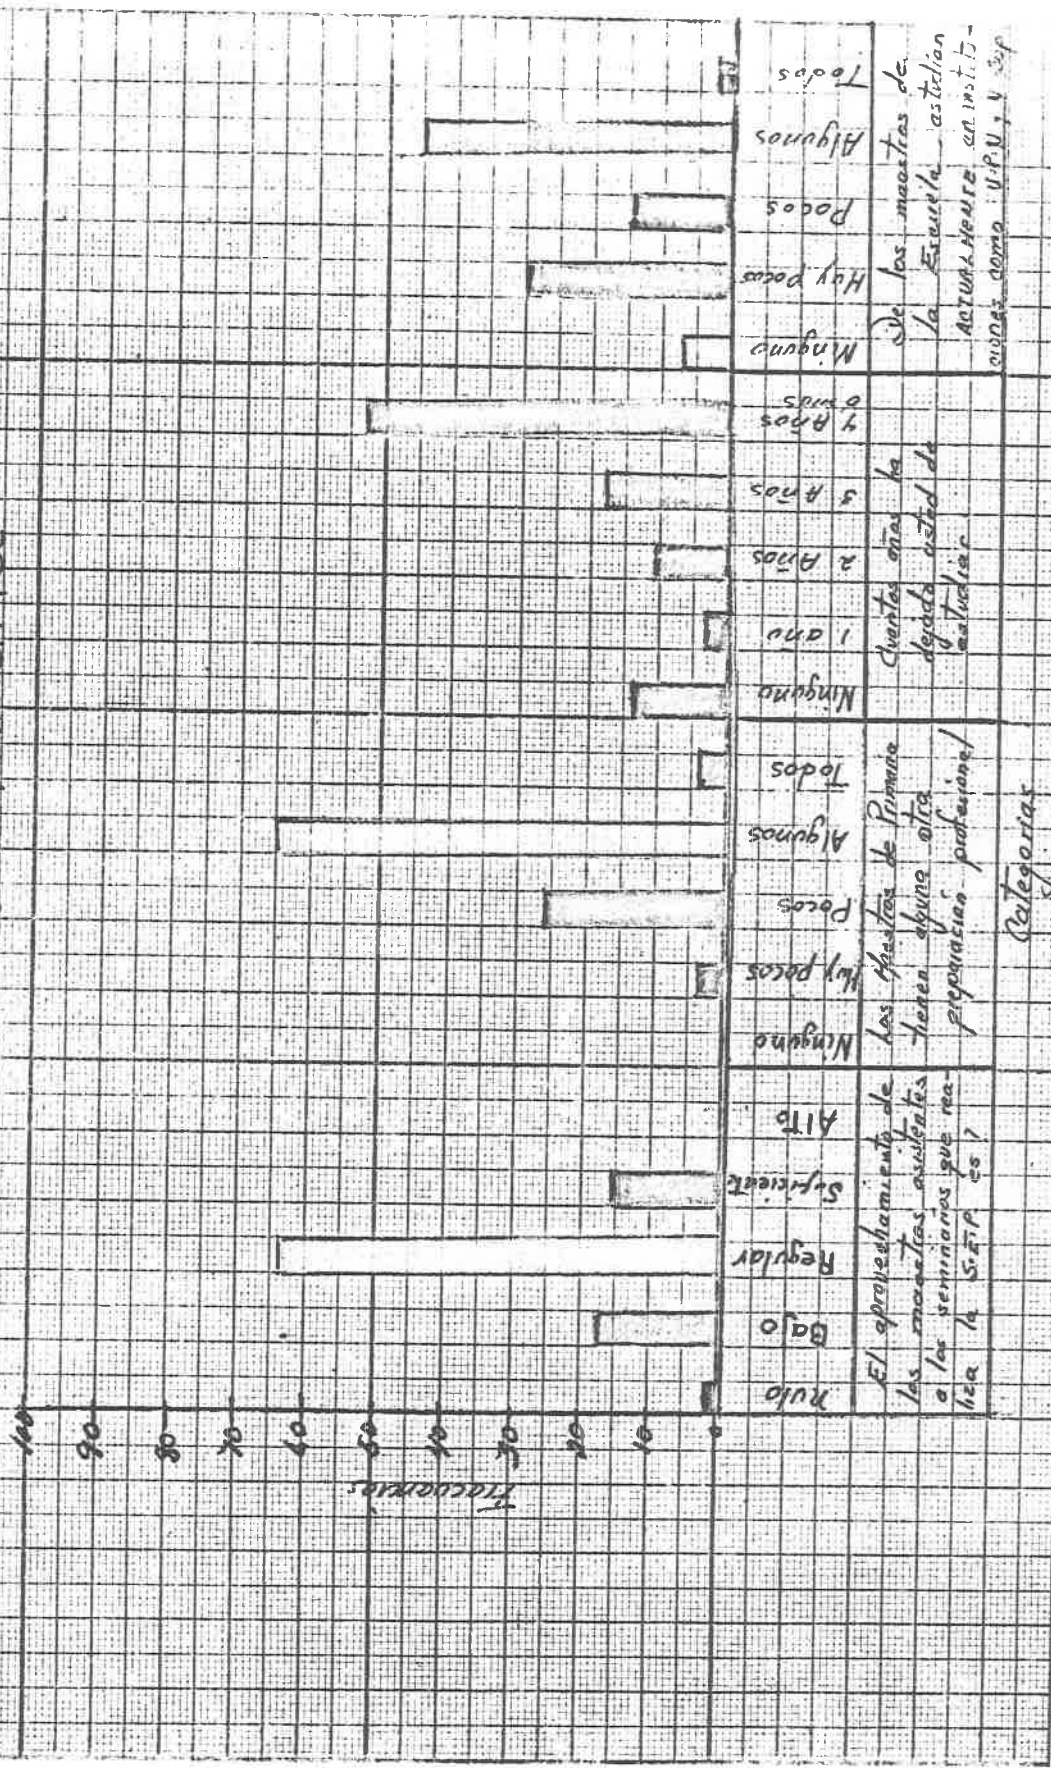 Frecuencias
100
90
80
70
60
50
40
30
20
10
0
Nulo
Bajo
Regular
Suficiente
Alto
Ninguno
Muy pocos
Pocos
Algunos
Todos
Ninguno
1 año
2 Años
3 Años
4 Años
ó más
Ninguno
Muy pocos
Pocos
Algunos
Todos
El aprovechamiento de
los maestros asistentes
a los seminarios que rea-
liza la S.E.P. es?
Los Maestros de Primaria
tienen alguna otra
preparación profesional
Cuantos años ha
dejado usted de
estudiar
De los maestros de
la Escuela estudian
ACTUALMENTE en institu-
ciones como U.P.N. y Sup
Categorías